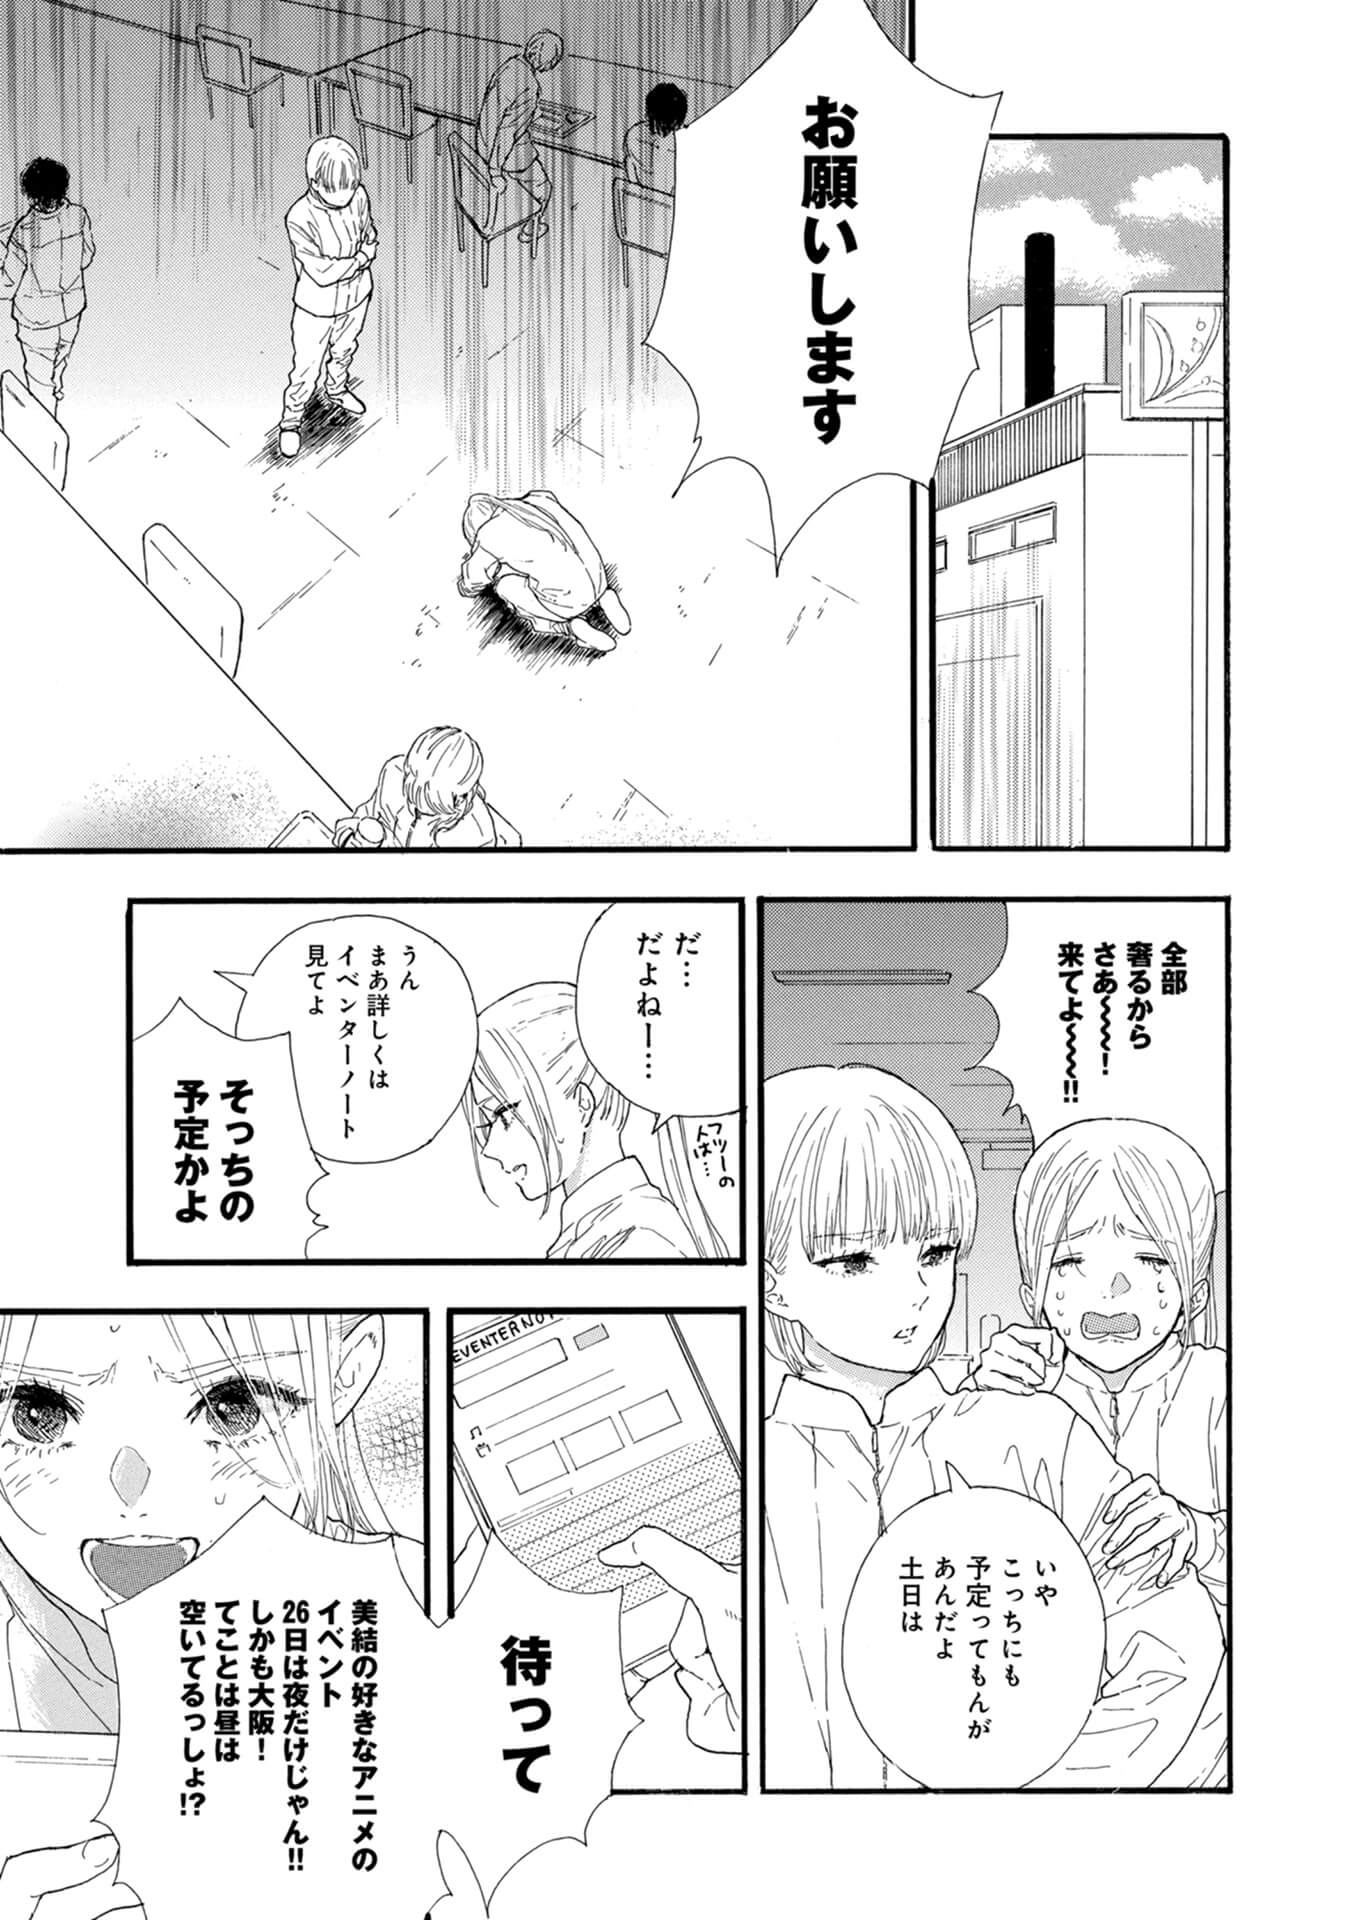 お願いします
全部
奢るから
さあ〜〜〜！
来てよ〜〜〜!!
いや
こっちにも
予定ってもんが
あんだよ
土日は
だ…
だよねー…
フツーの
人は…
うん
まあ詳しくは
イベンターノート
見てよ
そっちの
予定かよ
EVENTER NOT
待って
美結の好きなアニメの
イベント
26日は夜だけじゃん!!
しかも大阪！
てことは昼は
空いてるっしょ!?